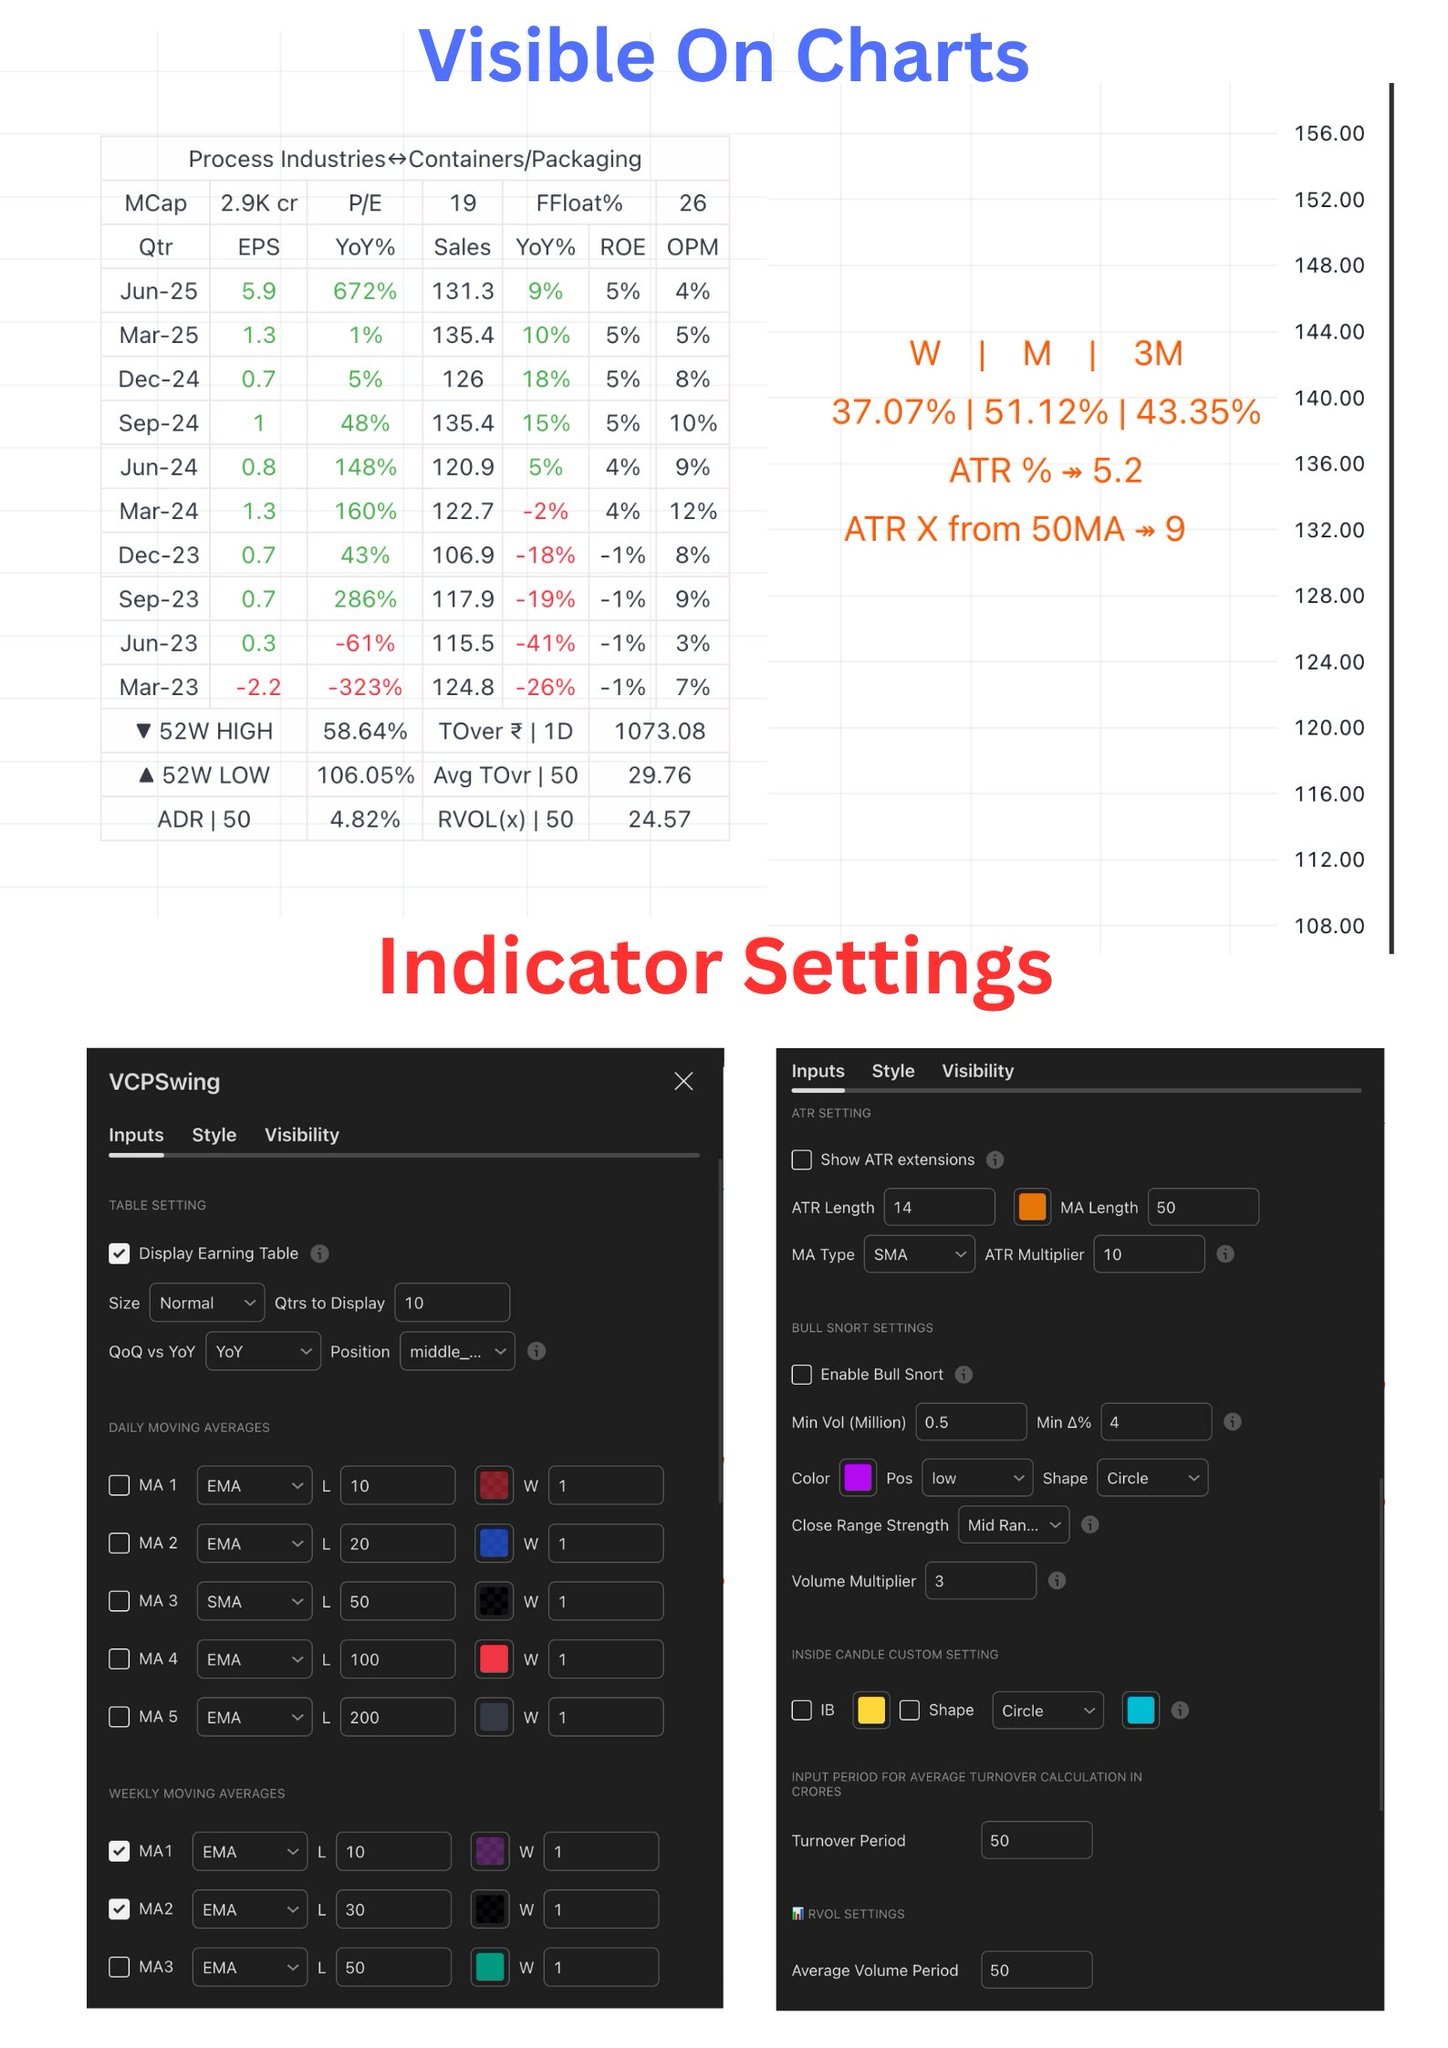 Visible On Charts
Process Industries↔Containers/Packaging
MCap 2.9K cr P/E 19 FFloat% 26
Qtr EPS YoY% Sales YoY% ROE OPM
Jun-25 5.9 672% 131.3 9% 5% 4%
Mar-25 1.3 1% 135.4 10% 5% 5%
Dec-24 0.7 5% 126 18% 5% 8%
Sep-24 1 48% 135.4 15% 5% 10%
Jun-24 0.8 148% 120.9 5% 4% 9%
Mar-24 1.3 160% 122.7 -2% 4% 12%
Dec-23 0.7 43% 106.9 -18% -1% 8%
Sep-23 0.7 286% 117.9 -19% -1% 9%
Jun-23 0.3 -61% 115.5 -41% -1% 3%
Mar-23 -2.2 -323% 124.8 -26% -1% 7%
▼ 52W HIGH 58.64% TOver ₹ | 1D 1073.08
▲ 52W LOW 106.05% Avg TOvr | 50 29.76
ADR | 50 4.82% RVOL(x) | 50 24.57
W | M | 3M
37.07% | 51.12% | 43.35%
ATR % ↠ 5.2
ATR X from 50MA ↠ 9
156.00
152.00
148.00
144.00
140.00
136.00
132.00
128.00
124.00
120.00
116.00
112.00
108.00
Indicator Settings
VCPSwing
Inputs Style Visibility
TABLE SETTING
Display Earning Table
Size Normal Qtrs to Display 10
QoQ vs YoY YoY Position middle_...
DAILY MOVING AVERAGES
MA 1 EMA L 10 W 1
MA 2 EMA L 20 W 1
MA 3 SMA L 50 W 1
MA 4 EMA L 100 W 1
MA 5 EMA L 200 W 1
WEEKLY MOVING AVERAGES
MA1 EMA L 10 W 1
MA2 EMA L 30 W 1
MA3 EMA L 50 W 1
Inputs Style Visibility
ATR SETTING
Show ATR extensions
ATR Length 14 MA Length 50
MA Type SMA ATR Multiplier 10
BULL SNORT SETTINGS
Enable Bull Snort
Min Vol (Million) 0.5 Min Δ% 4
Color Pos low Shape Circle
Close Range Strength Mid Ran...
Volume Multiplier 3
INSIDE CANDLE CUSTOM SETTING
IB Shape Circle
INPUT PERIOD FOR AVERAGE TURNOVER CALCULATION IN
CRORES
Turnover Period 50
📊 RVOL SETTINGS
Average Volume Period 50